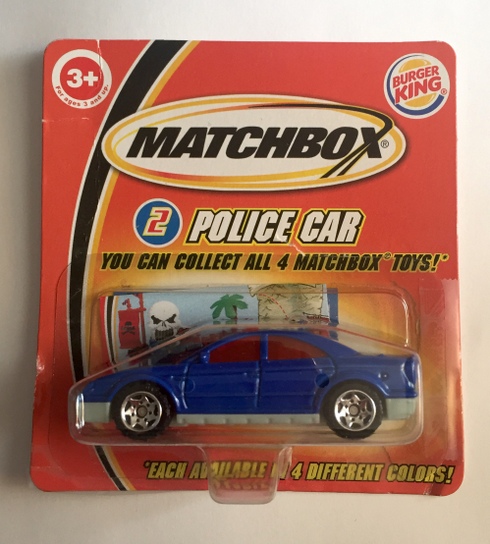 3+
For ages 3 and up.
BURGER KING®
MATCHBOX®
2 POLICE CAR
YOU CAN COLLECT ALL 4 MATCHBOX® TOYS!*
*EACH AVAILABLE IN 4 DIFFERENT COLORS!